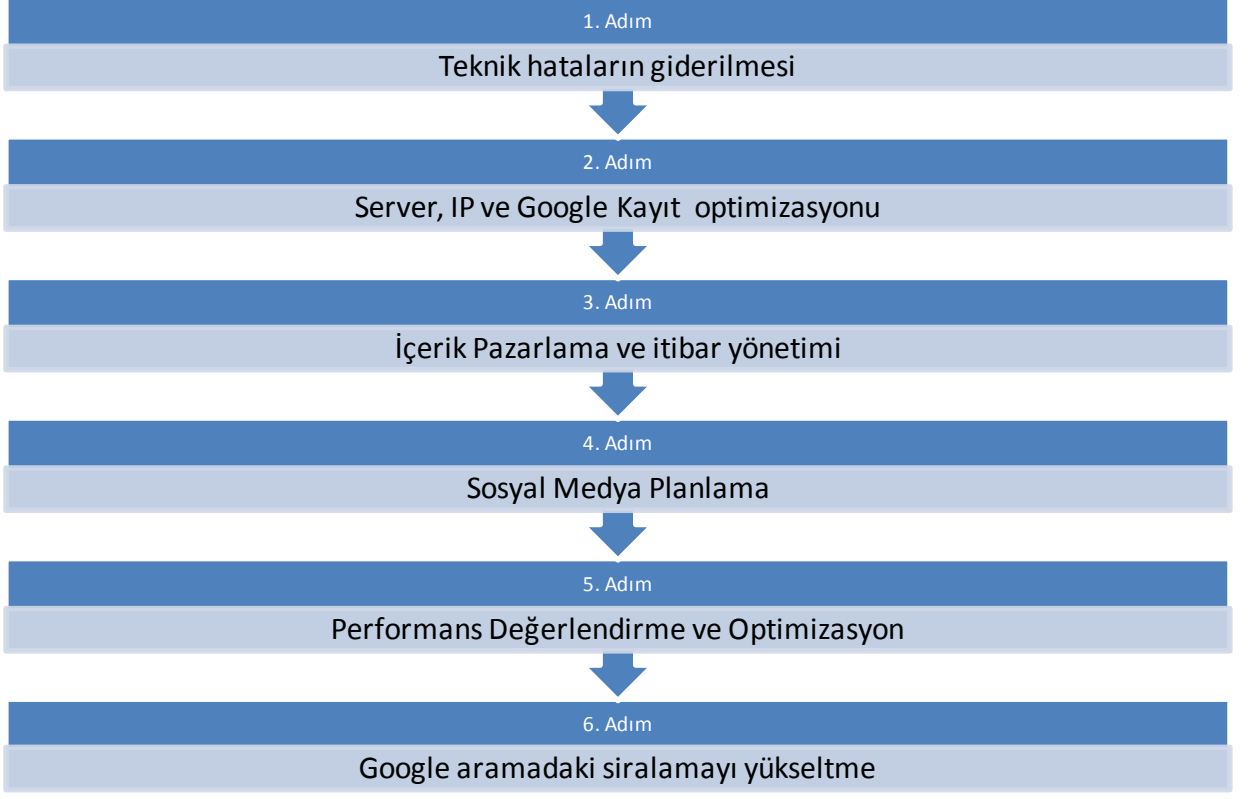 1. Adım
Teknik hataların giderilmesi
2. Adım
Server, IP ve Google Kayıt  optimizasyonu
3. Adım
İçerik Pazarlama ve itibar yönetimi
4. Adım
Sosyal Medya Planlama
5. Adım
Performans Değerlendirme ve Optimizasyon
6. Adım
Google aramadaki siralamayı yükseltme